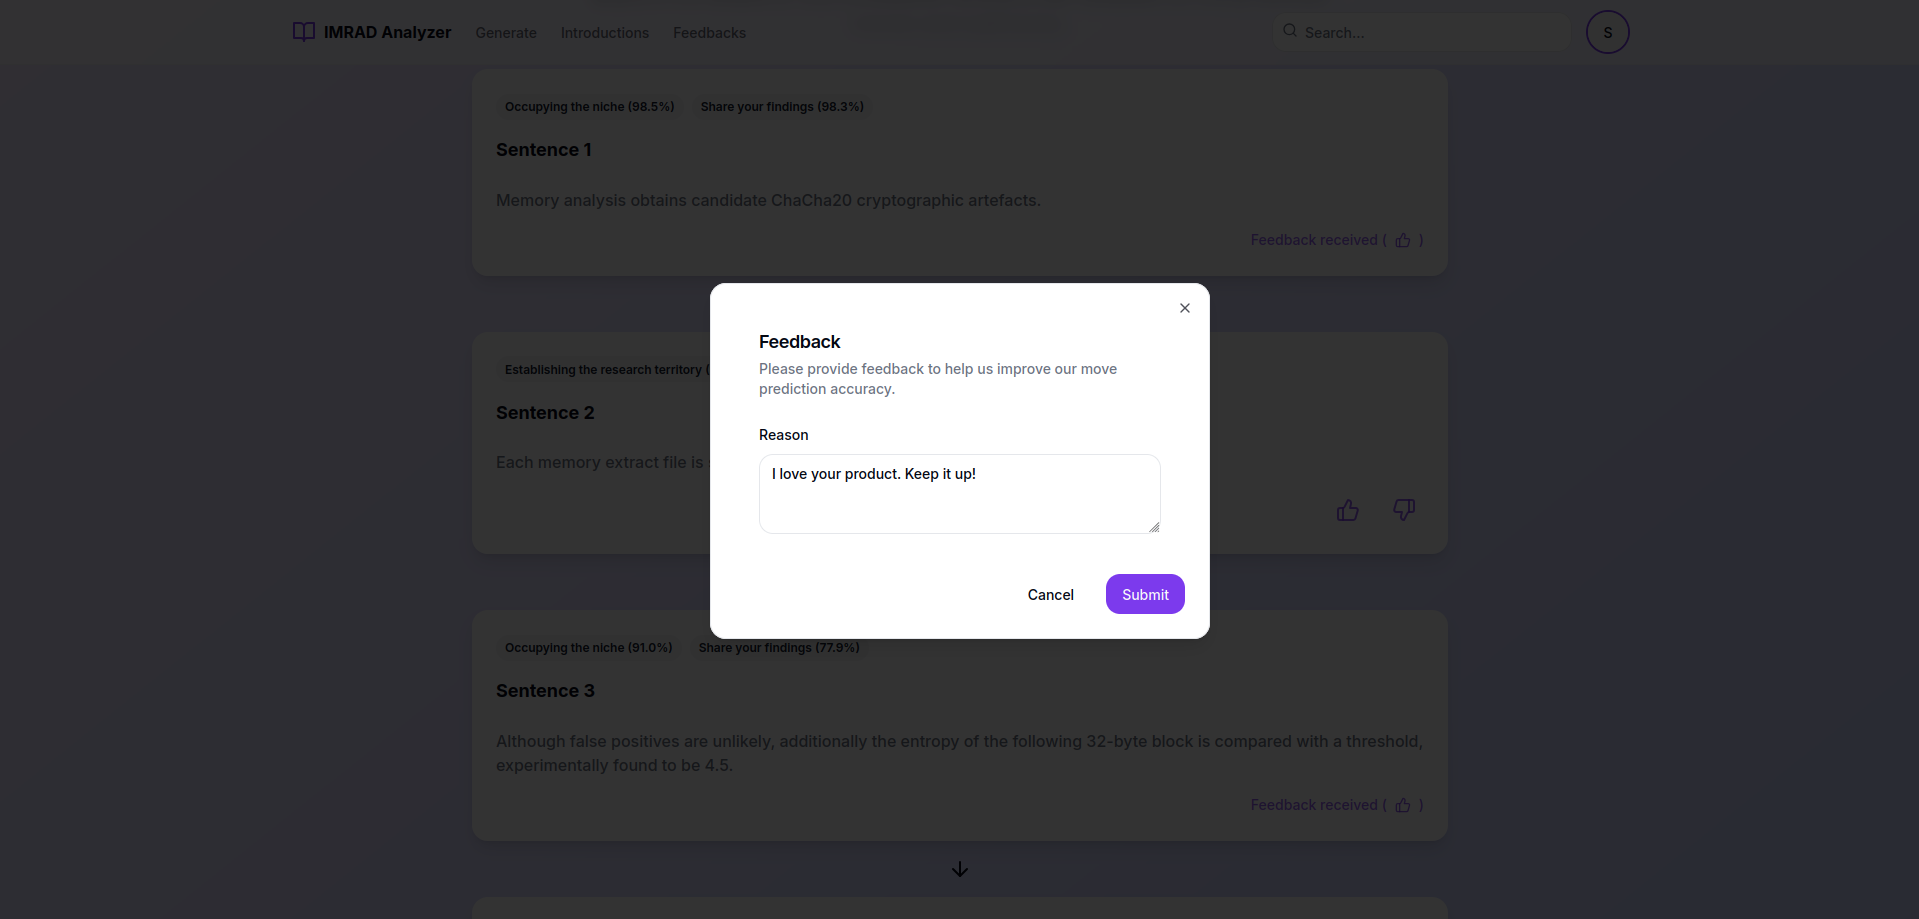 IMRAD Analyzer Generate Introductions Feedbacks Search... S
Occupying the niche (98.5%) Share your findings (98.3%)
Sentence 1
Memory analysis obtains candidate ChaCha20 cryptographic artefacts.
Feedback received ( )
Establishing the research territory (
Sentence 2
Each memory extract file is
Feedback
Please provide feedback to help us improve our move
prediction accuracy.
Reason
I love your product. Keep it up!
Cancel Submit
Occupying the niche (91.0%) Share your findings (77.9%)
Sentence 3
Although false positives are unlikely, additionally the entropy of the following 32-byte block is compared with a threshold,
experimentally found to be 4.5.
Feedback received ( )